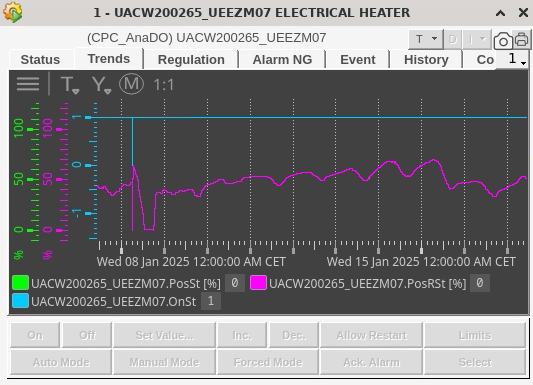 1 - UACW200265_UEEZM07 ELECTRICAL HEATER
(CPC_AnaDO) UACW200265_UEEZM07
T D I
Status Trends Regulation Alarm NG Event History Co 1
T Y M 1:1
100 50 0 %
100 50 0 %
1 0 -1
Wed 08 Jan 2025 12:00:00 AM CET Wed 15 Jan 2025 12:00:00 AM CET
UACW200265_UEEZM07.PosSt [%] 0 UACW200265_UEEZM07.PosRSt [%] 0
UACW200265_UEEZM07.OnSt 1
On Off Set Value... Inc. Dec. Allow Restart Limits
Auto Mode Manual Mode Forced Mode Ack. Alarm Select